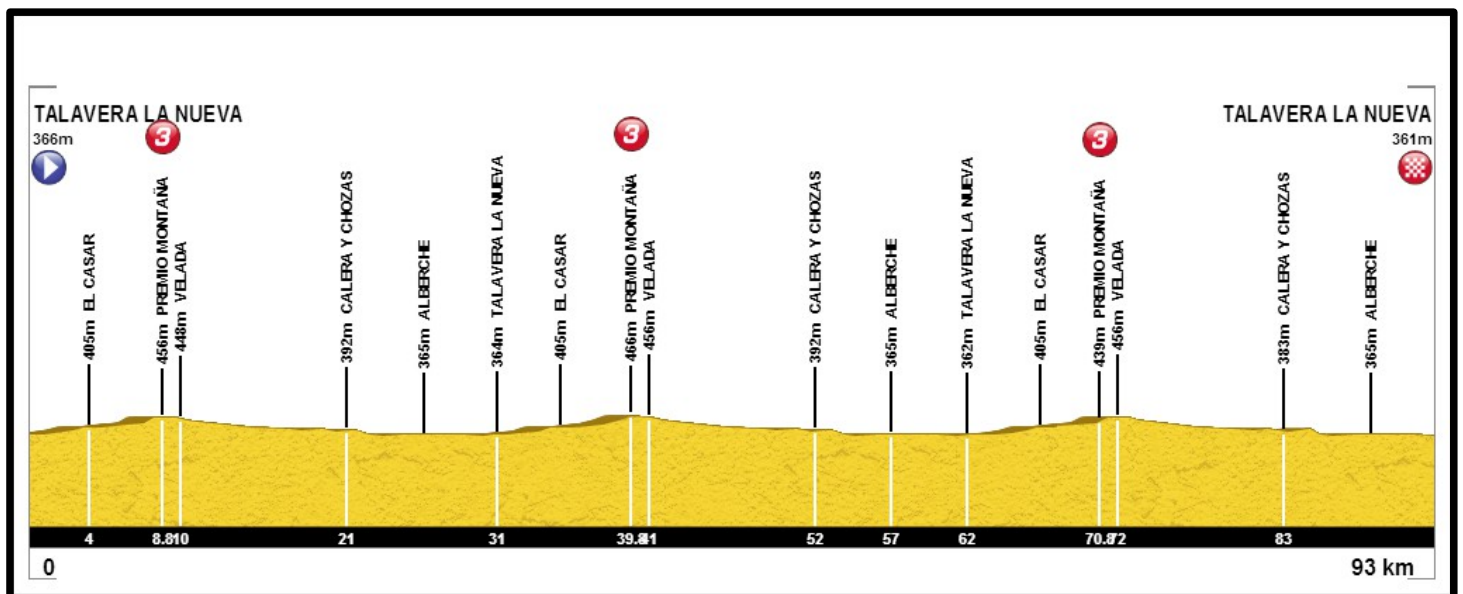 TALAVERA LA NUEVA
366m
3
3
3
TALAVERA LA NUEVA
361m
405m EL CASAR
456m PREMIO MONTAÑA
448m VELADA
392m CALERA Y CHOZAS
365m ALBERCHE
364m TALAVERA LA NUEVA
405m EL CASAR
466m PREMIO MONTAÑA
456m VELADA
392m CALERA Y CHOZAS
365m ALBERCHE
362m TALAVERA LA NUEVA
405m EL CASAR
439m PREMIO MONTAÑA
456m VELADA
383m CALERA Y CHOZAS
365m ALBERCHE
4
8.8
10
21
31
39.8
41
52
57
62
70.8
72
83
0
93 km